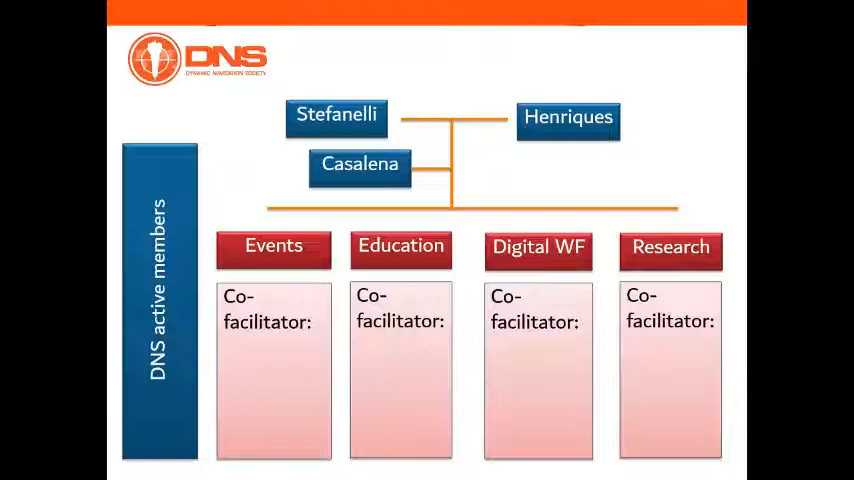 DNS
DYNAMIC NAVIGATION SOCIETY
Stefanelli
Henriques
Casalena
DNS active members
Events
Education
Digital WF
Research
Co-
facilitator:
Co-
facilitator:
Co-
facilitator:
Co-
facilitator: